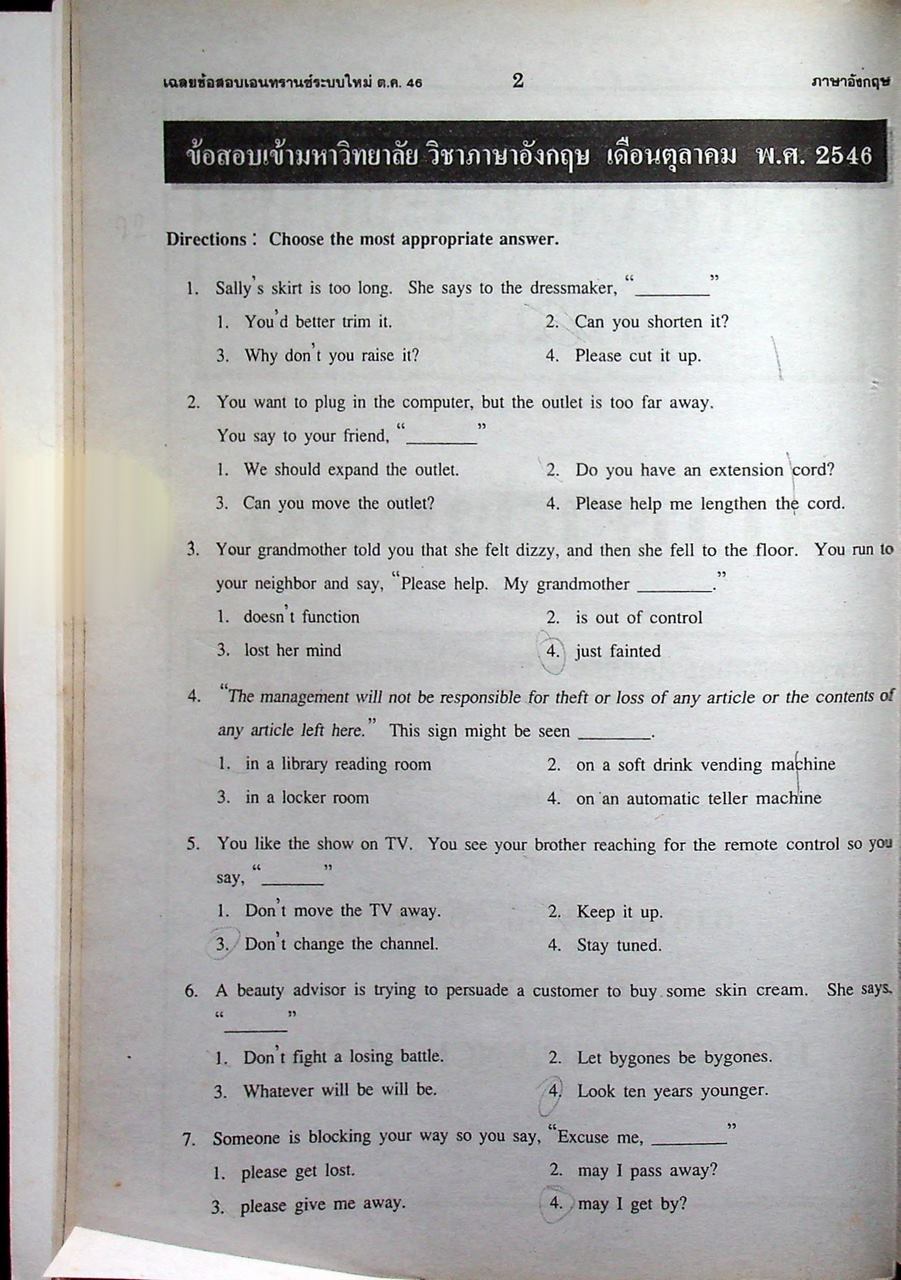 เฉลยข้อสอบเอนทรานซ์ระบบใหม่ ต.ค. 46 2 ภาษาอังกฤษ
ข้อสอบเข้ามหาวิทยาลัย วิชาภาษาอังกฤษ เดือนตุลาคม พ.ศ. 2546
Directions : Choose the most appropriate answer.
1. Sally's skirt is too long. She says to the dressmaker, "_______"
1. You'd better trim it. 2. Can you shorten it?
3. Why don't you raise it? 4. Please cut it up.
2. You want to plug in the computer, but the outlet is too far away.
You say to your friend, "_______"
1. We should expand the outlet. 2. Do you have an extension cord?
3. Can you move the outlet? 4. Please help me lengthen the cord.
3. Your grandmother told you that she felt dizzy, and then she fell to the floor. You run to
your neighbor and say, "Please help. My grandmother _______."
1. doesn't function 2. is out of control
3. lost her mind 4. just fainted
4. "The management will not be responsible for theft or loss of any article or the contents of
any article left here." This sign might be seen _______.
1. in a library reading room 2. on a soft drink vending machine
3. in a locker room 4. on an automatic teller machine
5. You like the show on TV. You see your brother reaching for the remote control so you
say, "______"
1. Don't move the TV away. 2. Keep it up.
3. Don't change the channel. 4. Stay tuned.
6. A beauty advisor is trying to persuade a customer to buy some skin cream. She says.
"______"
1. Don't fight a losing battle. 2. Let bygones be bygones.
3. Whatever will be will be. 4. Look ten years younger.
7. Someone is blocking your way so you say, "Excuse me, _______"
1. please get lost. 2. may I pass away?
3. please give me away. 4. may I get by?